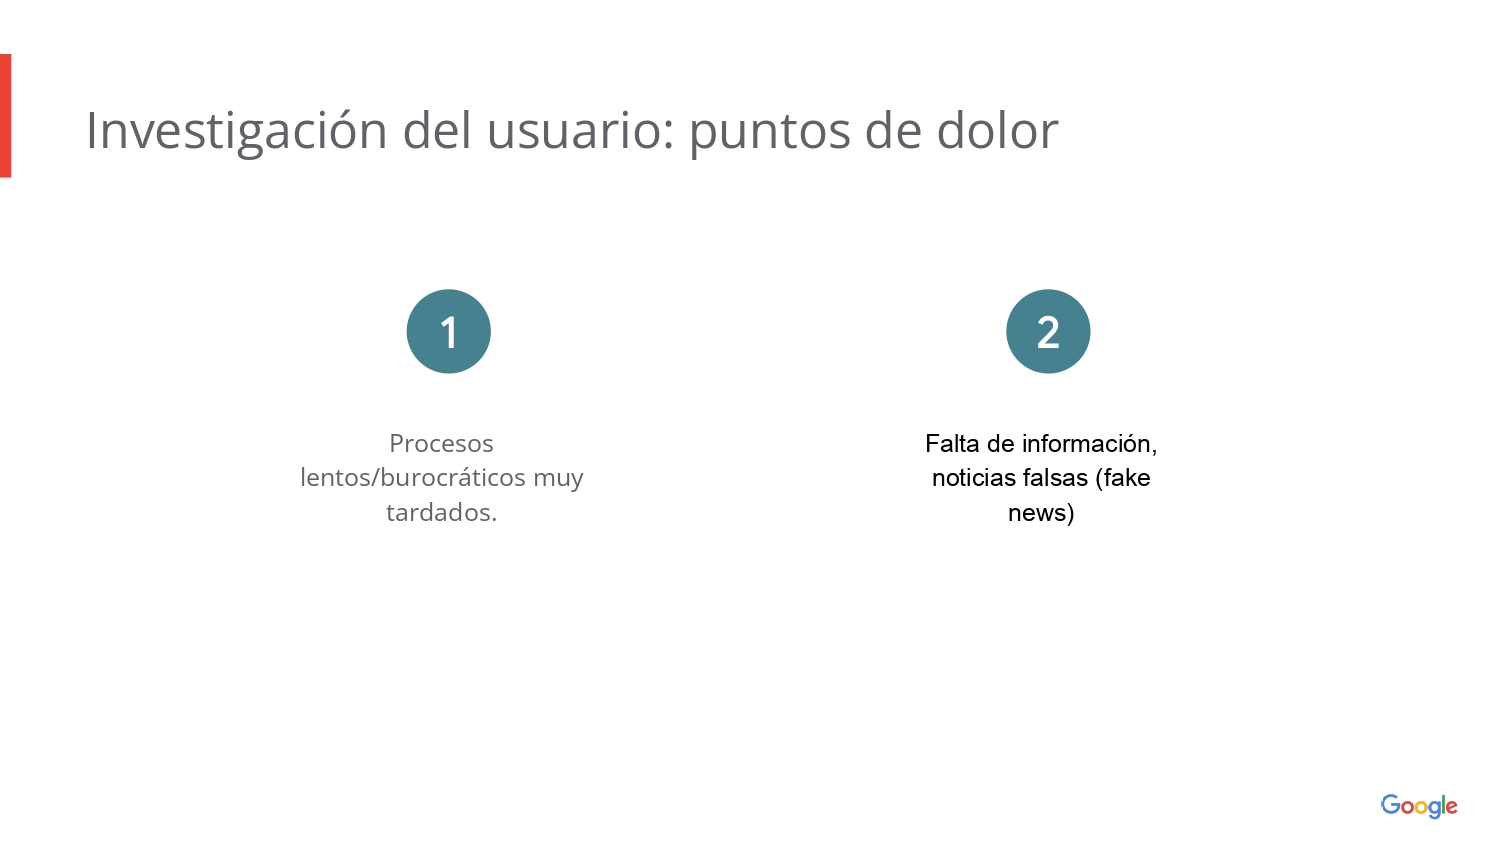 Investigación del usuario: puntos de dolor
1
Procesos
lentos/burocráticos muy
tardados.
2
Falta de información,
noticias falsas (fake
news)
Google